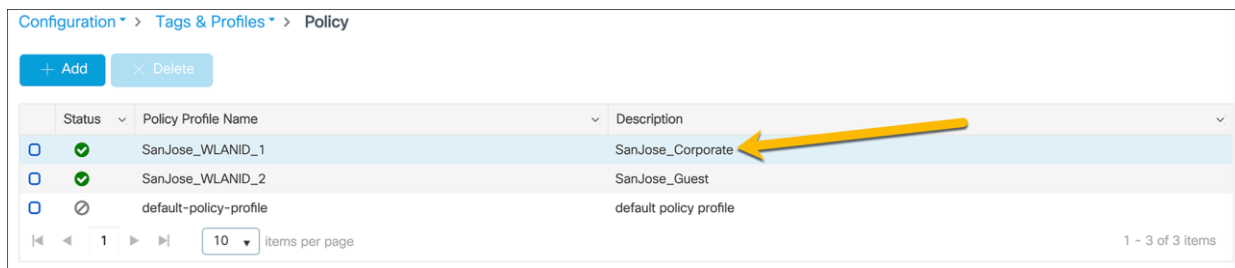 Configuration > Tags & Profiles > Policy
+ Add × Delete
Status Policy Profile Name Description
SanJose_WLANID_1 SanJose_Corporate
SanJose_WLANID_2 SanJose_Guest
default-policy-profile default policy profile
1 10 items per page 1 - 3 of 3 items